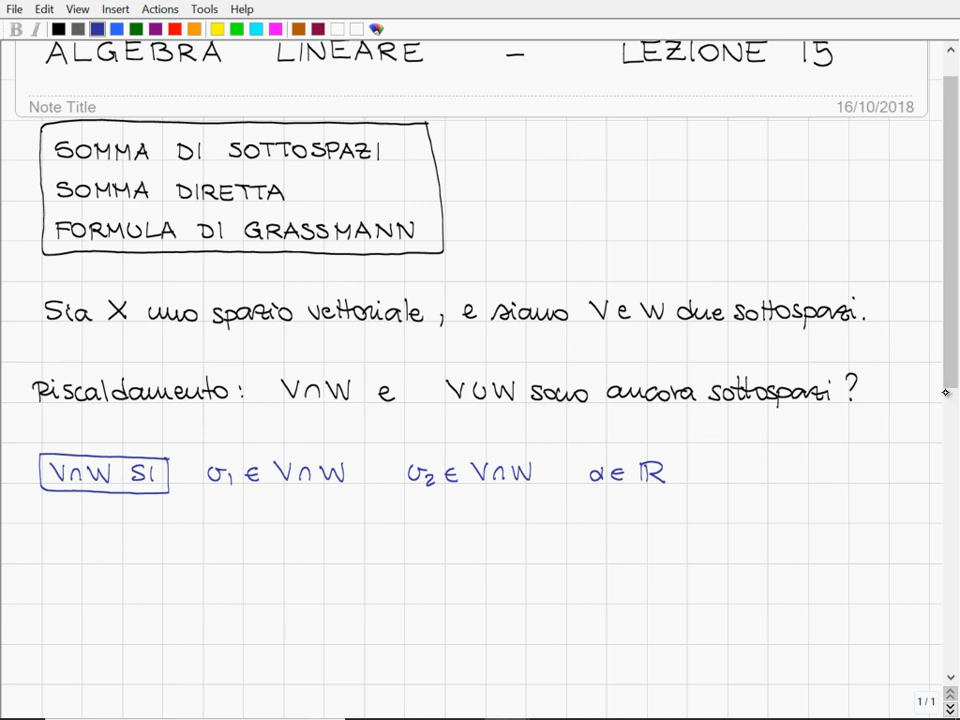 File Edit View Insert Actions Tools Help
B I
ALGEBRA LINEARE - LEZIONE 15
Note Title 16/10/2018
SOMMA DI SOTTOSPAZI
SOMMA DIRETTA
FORMULA DI GRASSMANN
Sia X uno spazio vettoriale, e siano V e W due sottospazi.
Riscaldamento: V∩W e V∪W sono ancora sottospazi?
V∩W SI v₁ ∈ V∩W v₂ ∈ V∩W α ∈ ℝ
1/1